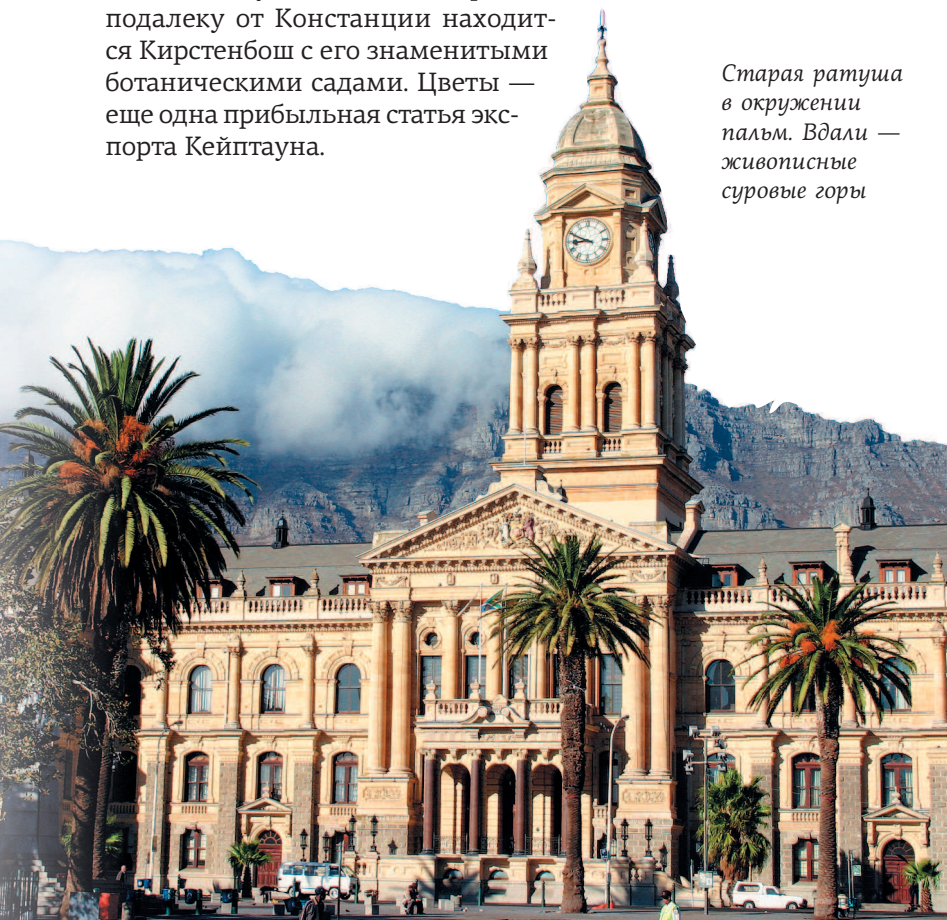 подалеку от Констанции находит-
ся Кирстенбош с его знаменитыми
ботаническими садами. Цветы —
еще одна прибыльная статья экс-
порта Кейптауна.
Старая ратуша
в окружении
пальм. Вдали —
живописные
суровые горы